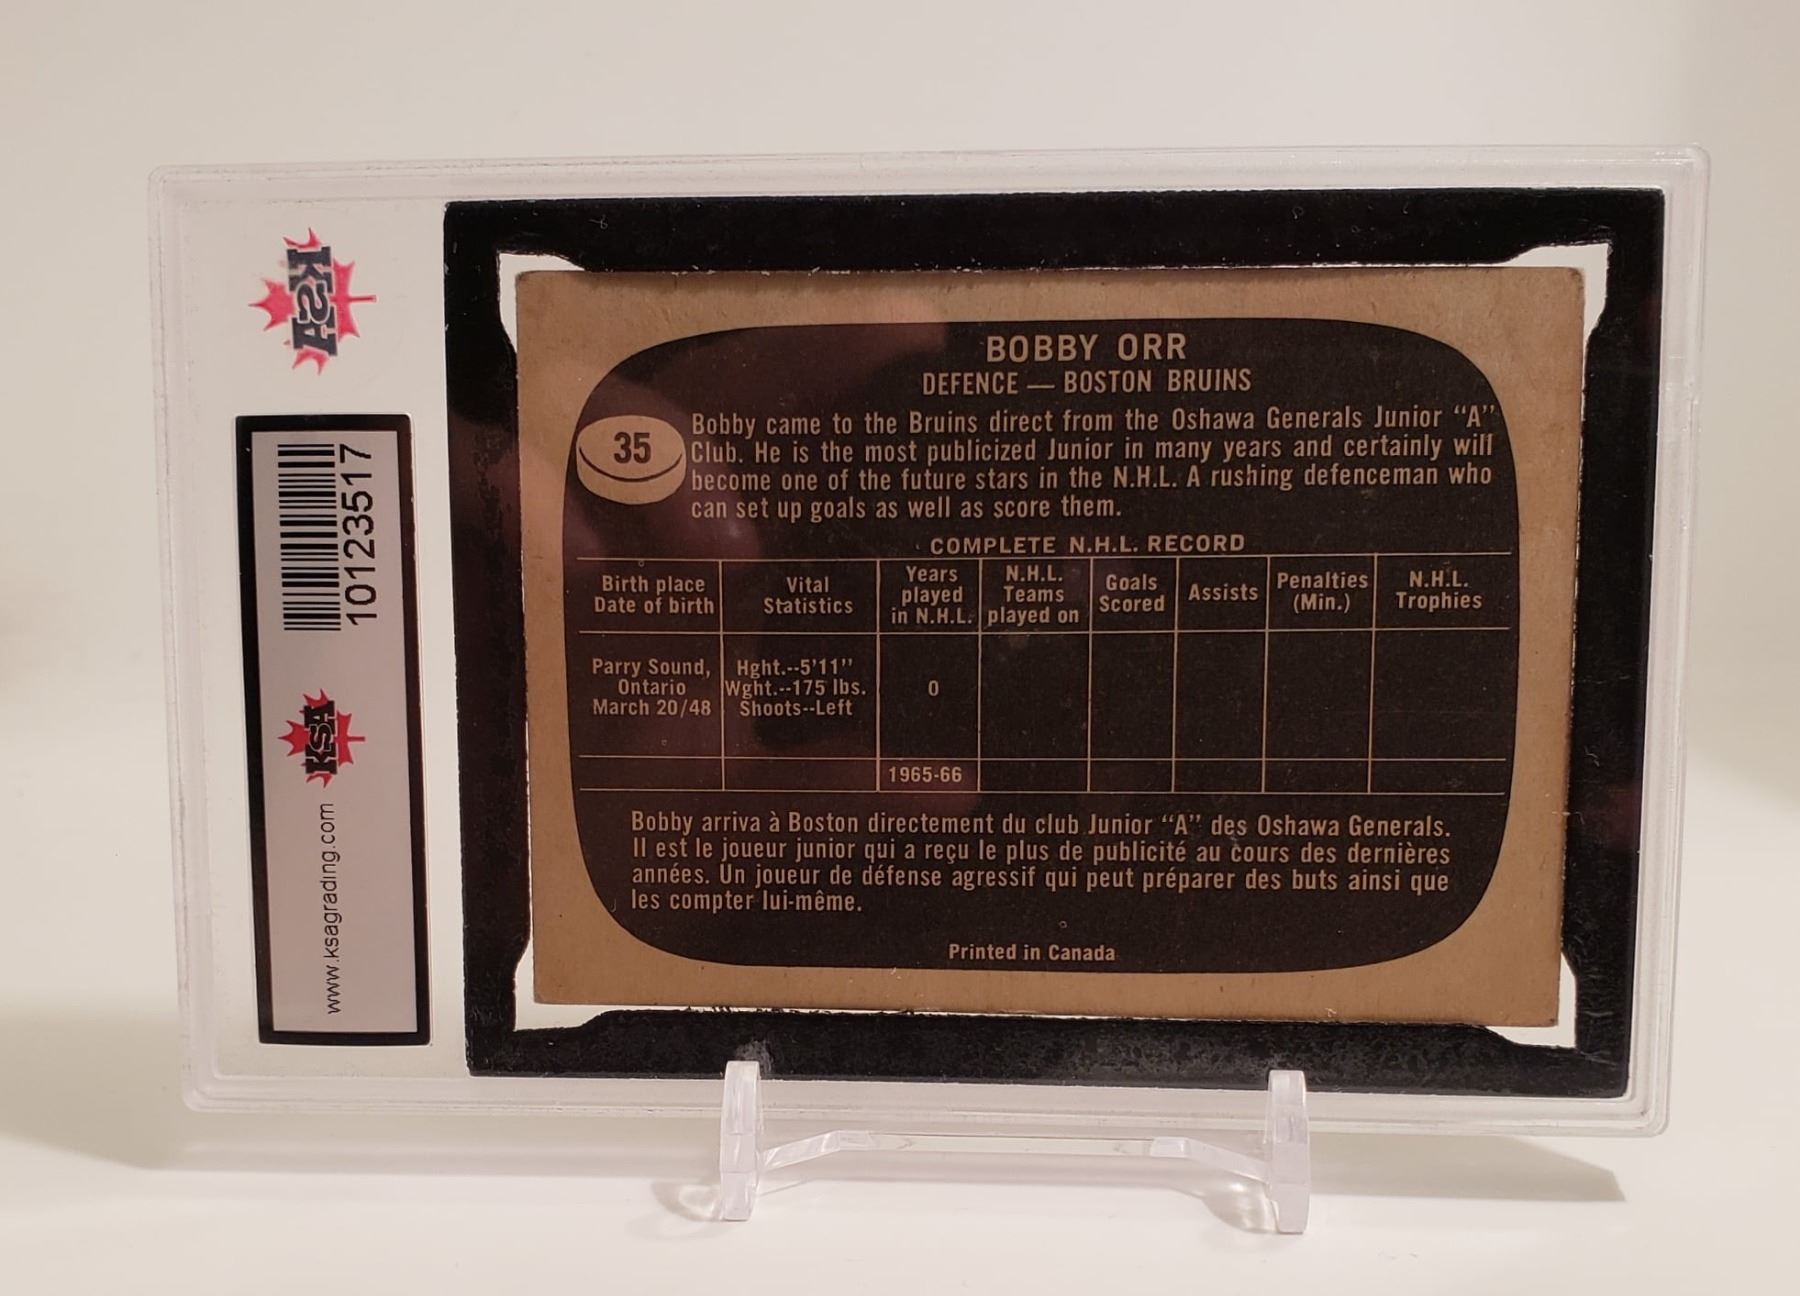 KSA
10123517
KSA
www.ksagrading.com
BOBBY ORR
DEFENCE — BOSTON BRUINS
35
Bobby came to the Bruins direct from the Oshawa Generals Junior “A”
Club. He is the most publicized Junior in many years and certainly will
become one of the future stars in the N.H.L. A rushing defenceman who
can set up goals as well as score them.
COMPLETE N.H.L. RECORD
Birth place
Date of birth
Vital
Statistics
Years
played
in N.H.L.
N.H.L.
Teams
played on
Goals
Scored
Assists
Penalties
(Min.)
N.H.L.
Trophies
Parry Sound,
Ontario
March 20/48
Hght.--5'11"
Wght.--175 lbs.
Shoots--Left
0
1965-66
Bobby arriva à Boston directement du club Junior “A” des Oshawa Generals.
Il est le joueur junior qui a reçu le plus de publicité au cours des dernières
années. Un joueur de défense agressif qui peut préparer des buts ainsi que
les compter lui-même.
Printed in Canada